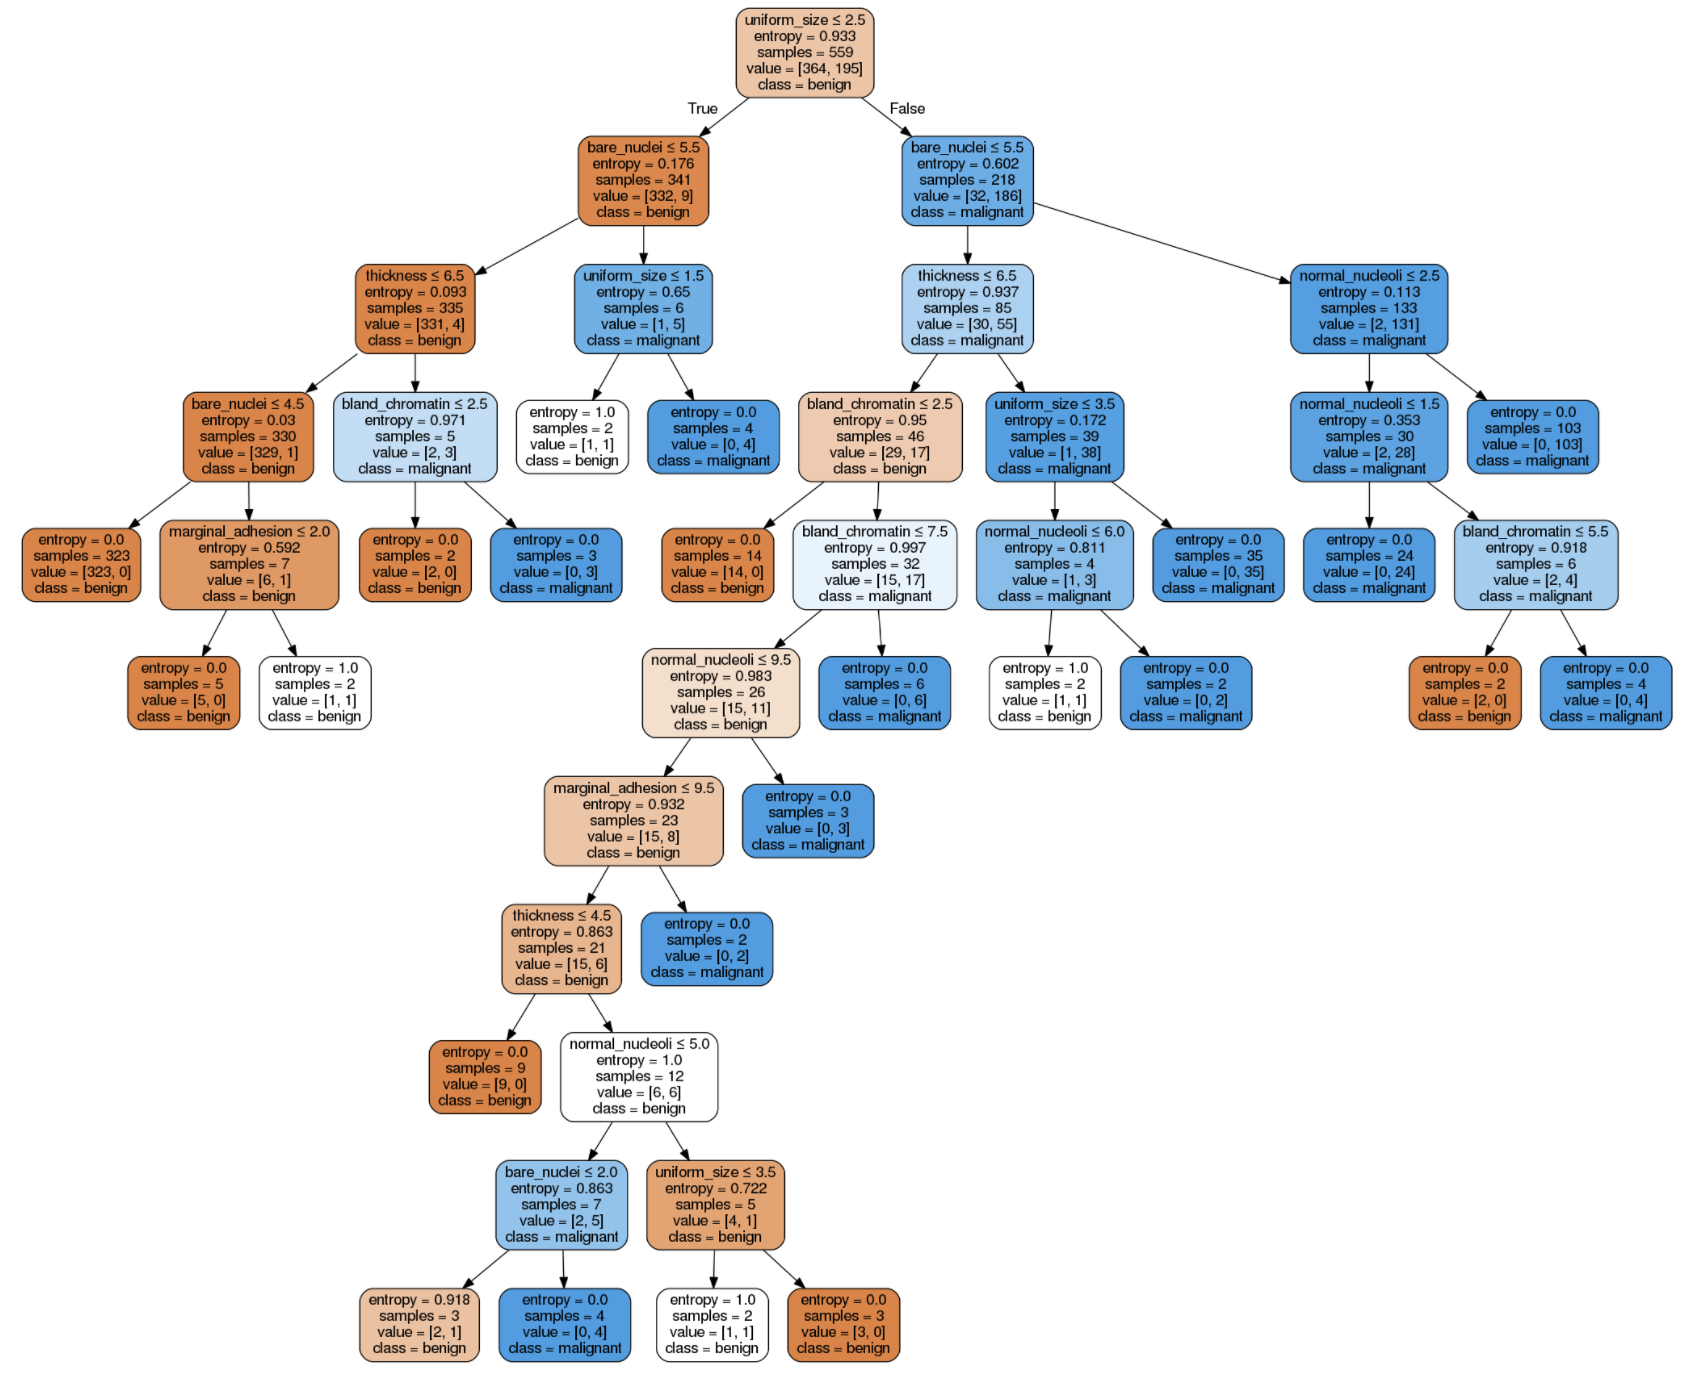 uniform_size ≤ 2.5
entropy = 0.933
samples = 559
value = [364, 195]
class = benign
True
False
bare_nuclei ≤ 5.5
entropy = 0.176
samples = 341
value = [332, 9]
class = benign
bare_nuclei ≤ 5.5
entropy = 0.602
samples = 218
value = [32, 186]
class = malignant
thickness ≤ 6.5
entropy = 0.093
samples = 335
value = [331, 4]
class = benign
uniform_size ≤ 1.5
entropy = 0.65
samples = 6
value = [1, 5]
class = malignant
thickness ≤ 6.5
entropy = 0.937
samples = 85
value = [30, 55]
class = malignant
normal_nucleoli ≤ 2.5
entropy = 0.113
samples = 133
value = [2, 131]
class = malignant
bare_nuclei ≤ 4.5
entropy = 0.03
samples = 330
value = [329, 1]
class = benign
bland_chromatin ≤ 2.5
entropy = 0.971
samples = 5
value = [2, 3]
class = malignant
entropy = 1.0
samples = 2
value = [1, 1]
class = benign
entropy = 0.0
samples = 4
value = [0, 4]
class = malignant
bland_chromatin ≤ 2.5
entropy = 0.95
samples = 46
value = [29, 17]
class = benign
uniform_size ≤ 3.5
entropy = 0.172
samples = 39
value = [1, 38]
class = malignant
normal_nucleoli ≤ 1.5
entropy = 0.353
samples = 30
value = [2, 28]
class = malignant
entropy = 0.0
samples = 103
value = [0, 103]
class = malignant
entropy = 0.0
samples = 323
value = [323, 0]
class = benign
marginal_adhesion ≤ 2.0
entropy = 0.592
samples = 7
value = [6, 1]
class = benign
entropy = 0.0
samples = 2
value = [2, 0]
class = benign
entropy = 0.0
samples = 3
value = [0, 3]
class = malignant
entropy = 0.0
samples = 14
value = [14, 0]
class = benign
bland_chromatin ≤ 7.5
entropy = 0.997
samples = 32
value = [15, 17]
class = malignant
normal_nucleoli ≤ 6.0
entropy = 0.811
samples = 4
value = [1, 3]
class = malignant
entropy = 0.0
samples = 35
value = [0, 35]
class = malignant
entropy = 0.0
samples = 24
value = [0, 24]
class = malignant
bland_chromatin ≤ 5.5
entropy = 0.918
samples = 6
value = [2, 4]
class = malignant
entropy = 0.0
samples = 5
value = [5, 0]
class = benign
entropy = 1.0
samples = 2
value = [1, 1]
class = benign
normal_nucleoli ≤ 9.5
entropy = 0.983
samples = 26
value = [15, 11]
class = benign
entropy = 0.0
samples = 6
value = [0, 6]
class = malignant
entropy = 1.0
samples = 2
value = [1, 1]
class = benign
entropy = 0.0
samples = 2
value = [0, 2]
class = malignant
entropy = 0.0
samples = 2
value = [2, 0]
class = benign
entropy = 0.0
samples = 4
value = [0, 4]
class = malignant
marginal_adhesion ≤ 9.5
entropy = 0.932
samples = 23
value = [15, 8]
class = benign
entropy = 0.0
samples = 3
value = [0, 3]
class = malignant
thickness ≤ 4.5
entropy = 0.863
samples = 21
value = [15, 6]
class = benign
entropy = 0.0
samples = 2
value = [0, 2]
class = malignant
entropy = 0.0
samples = 9
value = [9, 0]
class = benign
normal_nucleoli ≤ 5.0
entropy = 1.0
samples = 12
value = [6, 6]
class = benign
bare_nuclei ≤ 2.0
entropy = 0.863
samples = 7
value = [2, 5]
class = malignant
uniform_size ≤ 3.5
entropy = 0.722
samples = 5
value = [4, 1]
class = benign
entropy = 0.918
samples = 3
value = [2, 1]
class = benign
entropy = 0.0
samples = 4
value = [0, 4]
class = malignant
entropy = 1.0
samples = 2
value = [1, 1]
class = benign
entropy = 0.0
samples = 3
value = [3, 0]
class = benign